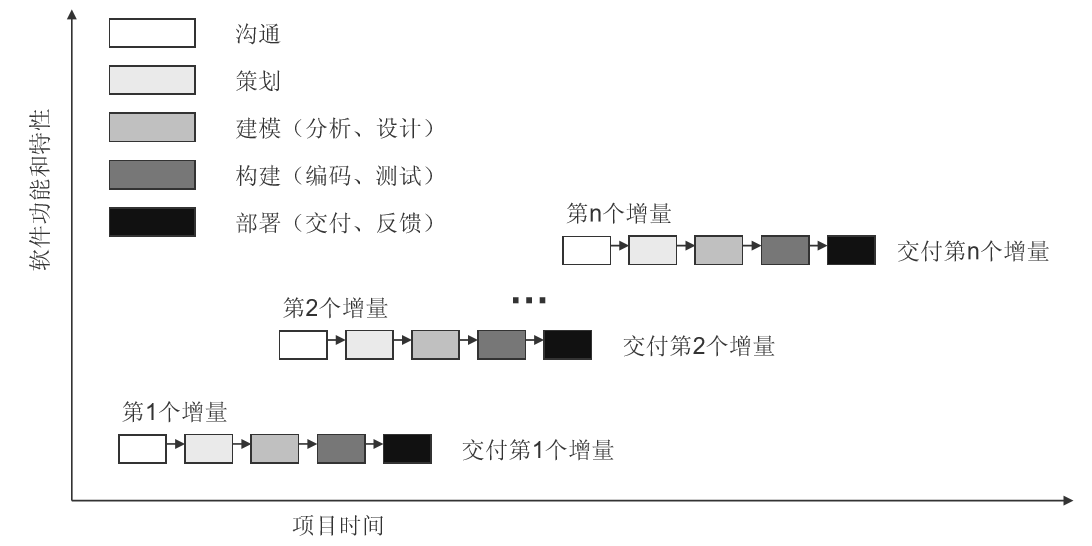 沟通
策划
建模（分析、设计）
构建（编码、测试）
部署（交付、反馈）
软件功能和特性
第n个增量
交付第n个增量
...
第2个增量
交付第2个增量
第1个增量
交付第1个增量
项目时间